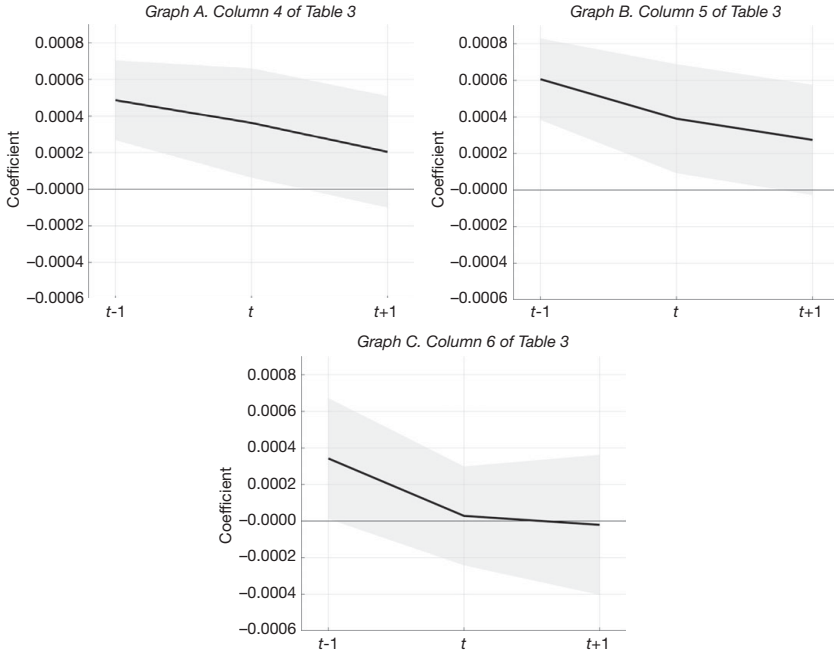 Graph A. Column 4 of Table 3
0.0008
0.0006
0.0004
0.0002
–0.0000
–0.0002
–0.0004
–0.0006
Coefficient
t-1 t t+1
Graph B. Column 5 of Table 3
0.0008
0.0006
0.0004
0.0002
–0.0000
–0.0002
–0.0004
–0.0006
Coefficient
t-1 t t+1
Graph C. Column 6 of Table 3
0.0008
0.0006
0.0004
0.0002
–0.0000
–0.0002
–0.0004
–0.0006
Coefficient
t-1 t t+1